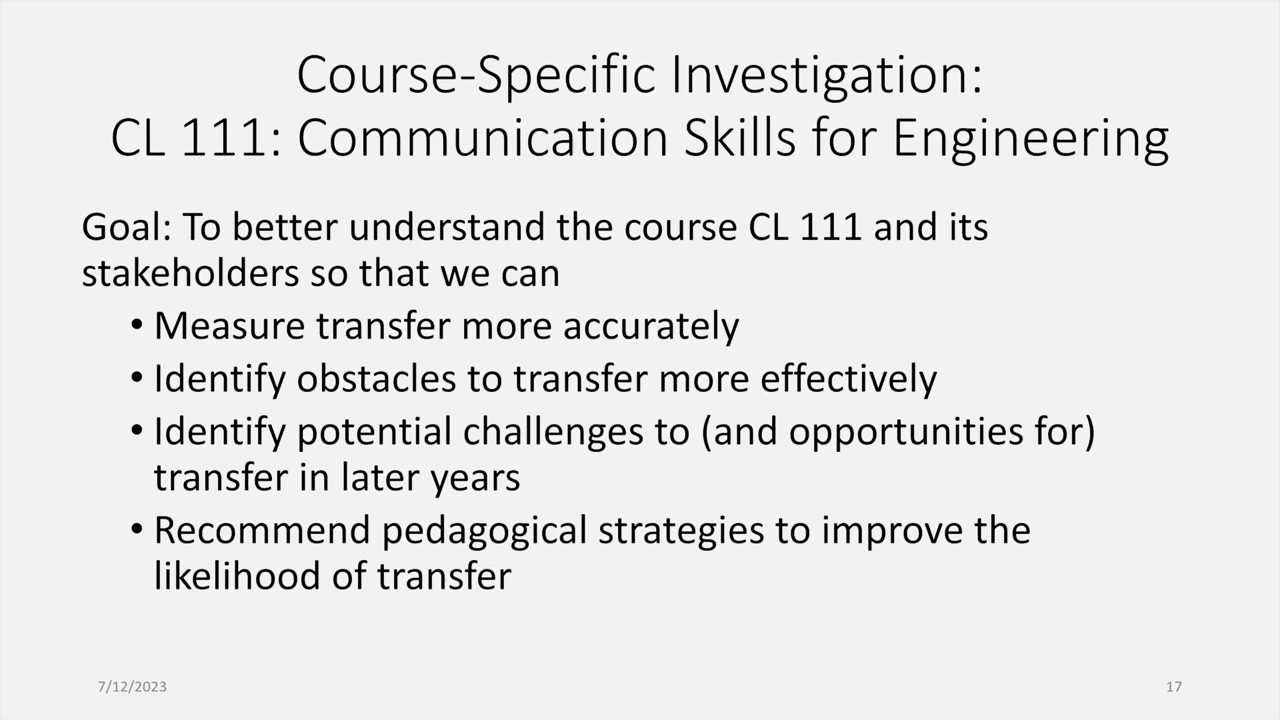 Course-Specific Investigation:
CL 111: Communication Skills for Engineering
Goal: To better understand the course CL 111 and its
stakeholders so that we can
• Measure transfer more accurately
• Identify obstacles to transfer more effectively
• Identify potential challenges to (and opportunities for)
transfer in later years
• Recommend pedagogical strategies to improve the
likelihood of transfer
7/12/2023
17